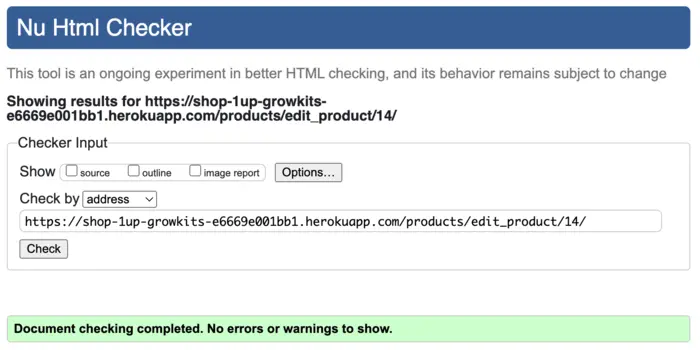 Nu Html Checker
This tool is an ongoing experiment in better HTML checking, and its behavior remains subject to change
Showing results for https://shop-1up-growkits-
e6669e001bb1.herokuapp.com/products/edit_product/14/
Checker Input
Show source outline image report Options...
Check by address
https://shop-1up-growkits-e6669e001bb1.herokuapp.com/products/edit_product/14/
Check
Document checking completed. No errors or warnings to show.